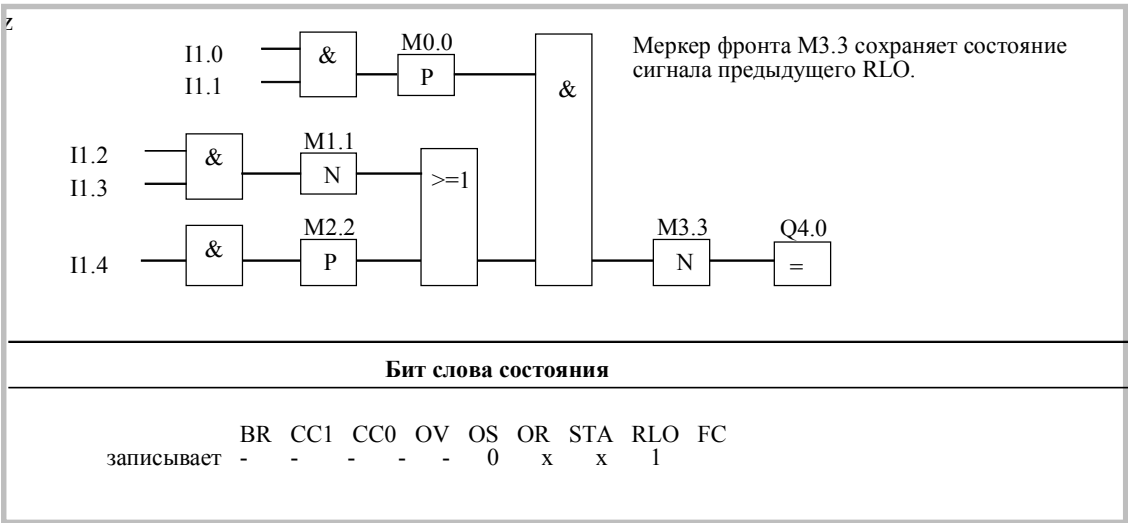 z
I1.0
I1.1
&
M0.0
P
&
Меркер фронта M3.3 сохраняет состояние
сигнала предыдущего RLO.
I1.2
I1.3
&
M1.1
N
>=1
I1.4
&
M2.2
P
M3.3
N
Q4.0
=
Бит слова состояния
BR CC1 CC0 OV OS OR STA RLO FC
записывает - - - - - 0 x x 1